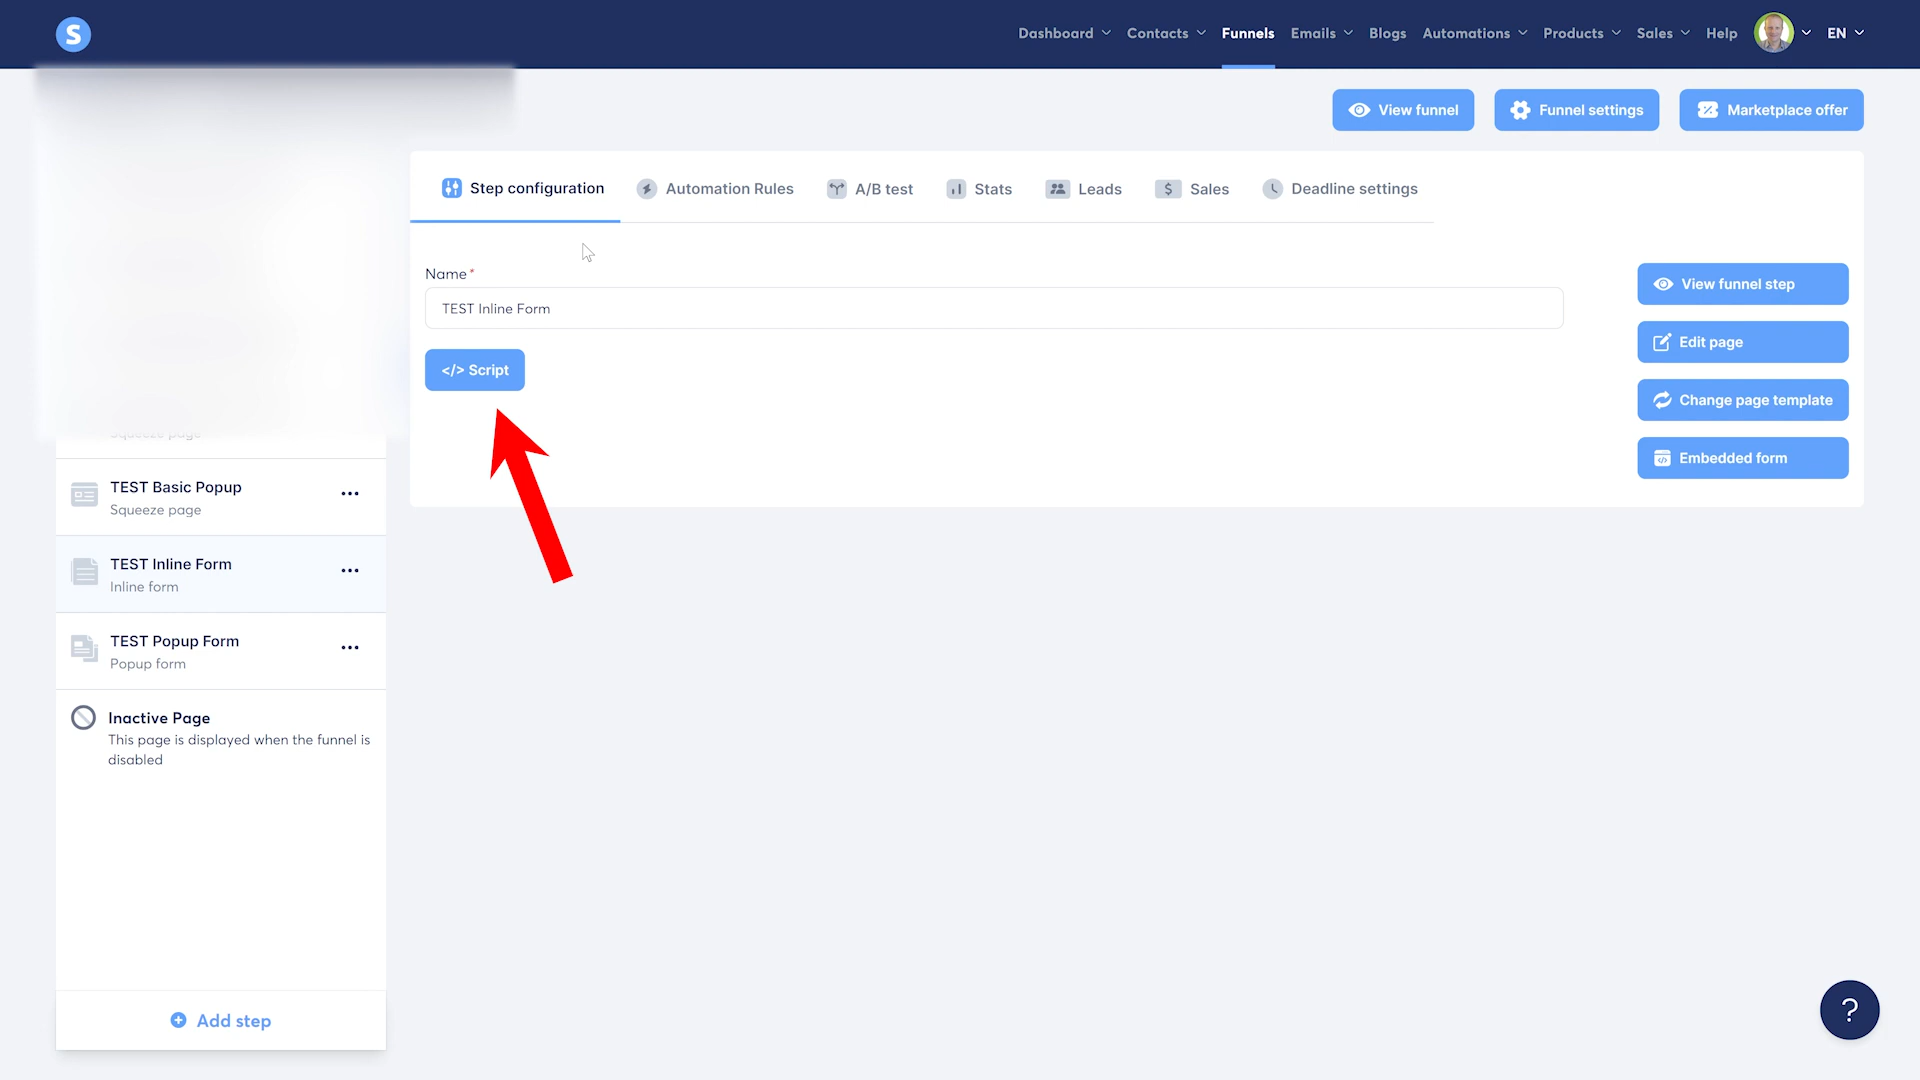 S
Dashboard
Contacts
Funnels
Emails
Blogs
Automations
Products
Sales
Help
EN
View funnel
Funnel settings
Marketplace offer
Step configuration
Automation Rules
A/B test
Stats
Leads
$ Sales
Deadline settings
Name*
TEST Inline Form
</> Script
View funnel step
Edit page
Change page template
Embedded form
Squeeze page
TEST Basic Popup
Squeeze page
TEST Inline Form
Inline form
TEST Popup Form
Popup form
Inactive Page
This page is displayed when the funnel is
disabled
Add step
?